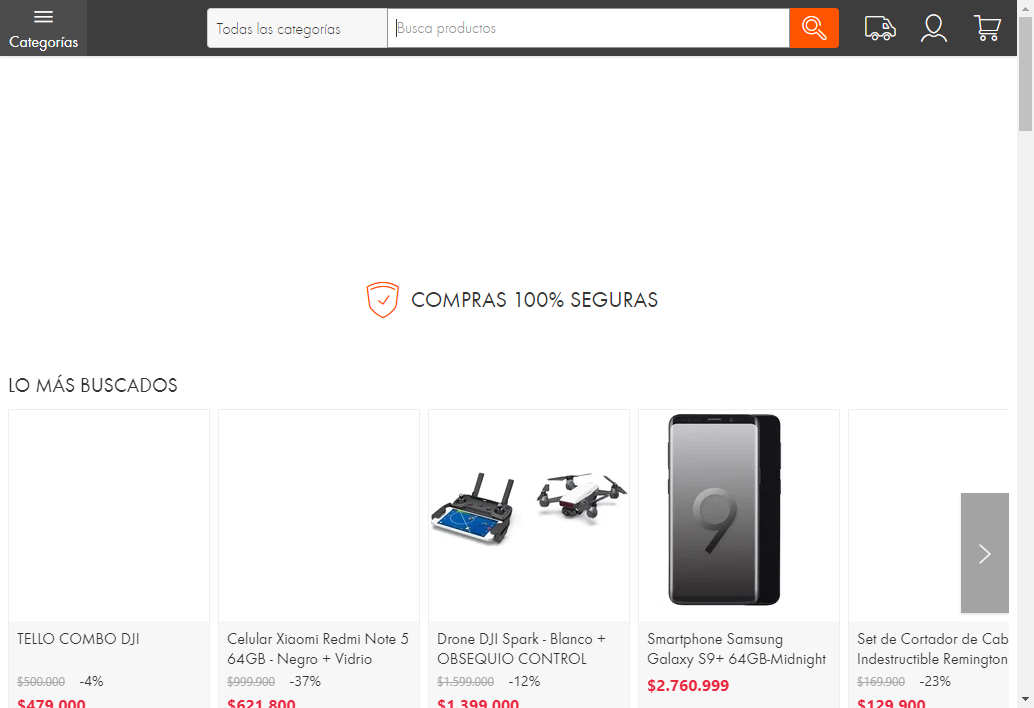 Categorías
Todas las categorías
Busca productos
COMPRAS 100% SEGURAS
LO MÁS BUSCADOS
TELLO COMBO DJI
$500.000 -4%
$479.000
Celular Xiaomi Redmi Note 5
64GB - Negro + Vidrio
$999.900 -37%
$621.800
Drone DJI Spark - Blanco +
OBSEQUIO CONTROL
$1.599.000 -12%
$1.399.000
9
Smartphone Samsung
Galaxy S9+ 64GB-Midnight
$2.760.999
Set de Cortador de Cab
Indestructible Remington
$169.900 -23%
$129.900